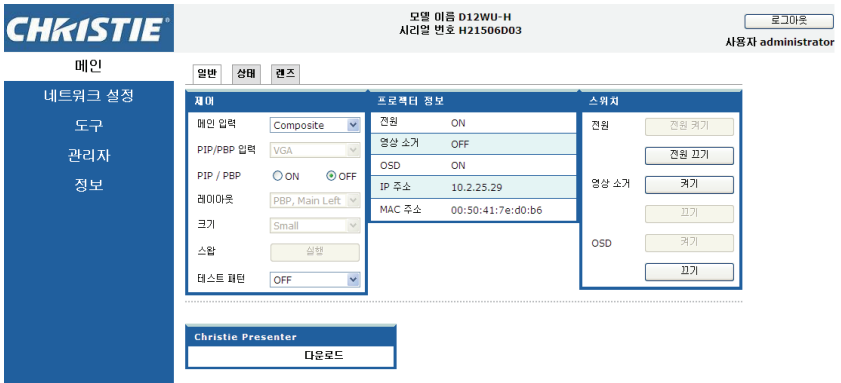 CHRISTIE®
모델 이름 D12WU-H
시리얼 번호 H21506D03
로그아웃
사용자 administrator
메인
네트워크 설정
도구
관리자
정보
일반 상태 렌즈
제어
메인 입력 Composite
PIP/PBP 입력 VGA
PIP / PBP ON OFF
레이아웃 PBP, Main Left
크기 Small
스왑 실행
테스트 패턴 OFF
프로젝터 정보
전원 ON
영상 소거 OFF
OSD ON
IP 주소 10.2.25.29
MAC 주소 00:50:41:7e:d0:b6
스위치
전원 전원 켜기
전원 끄기
영상 소거 켜기
끄기
OSD 켜기
끄기
Christie Presenter
다운로드